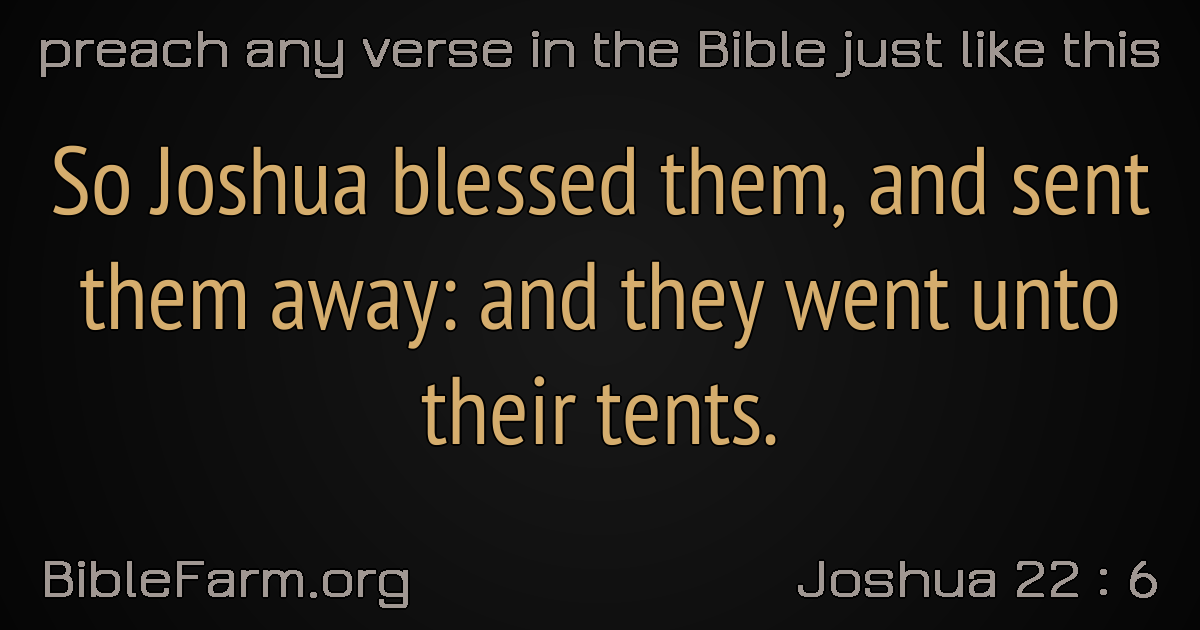 preach any verse in the Bible just like this
So Joshua blessed them, and sent
them away: and they went unto
their tents.
BibleFarm.org
Joshua 22 : 6